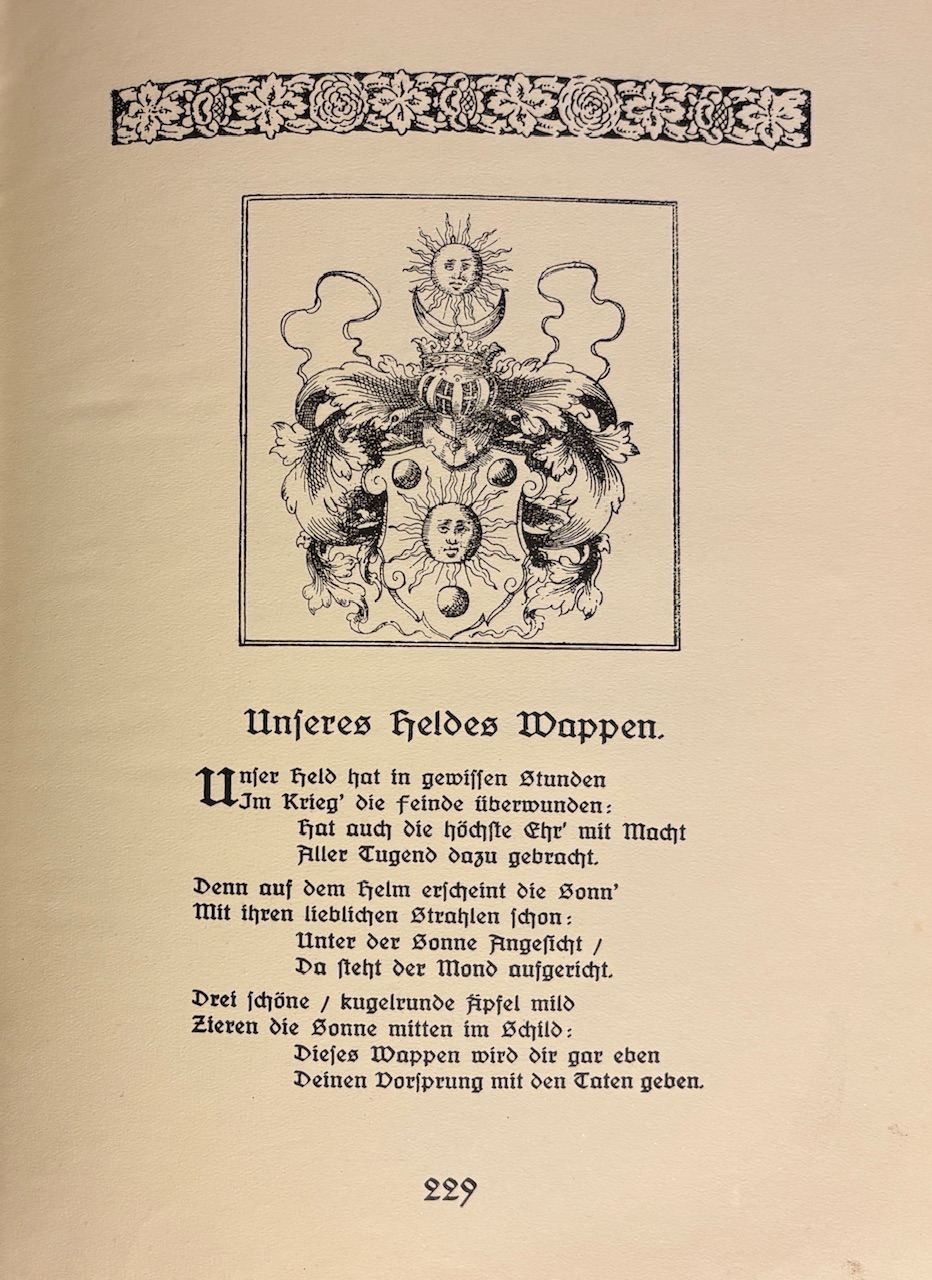 Unſeres Heldes Wappen.
Unſer Held hat in gewiſſen Stunden
Im Krieg' die Feinde überwunden:
Hat auch die höchſte Ehr' mit Macht
Aller Tugend dazu gebracht.
Denn auf dem Helm erſcheint die Sonn'
Mit ihren lieblichen Strahlen ſchon:
Unter der Sonne Angeſicht /
Da ſteht der Mond aufgericht.
Drei ſchöne / kugelrunde Äpfel mild
Zieren die Sonne mitten im Schild:
Dieſes Wappen wird dir gar eben
Deinen Vorſprung mit den Taten geben.
229